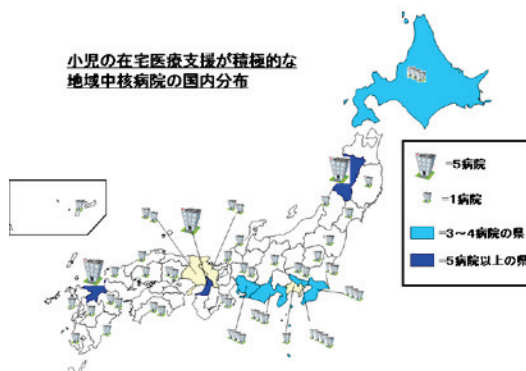 小児の在宅医療支援が積極的な
地域中核病院の国内分布
=5病院
=1病院
=3〜4病院の県
=5病院以上の県